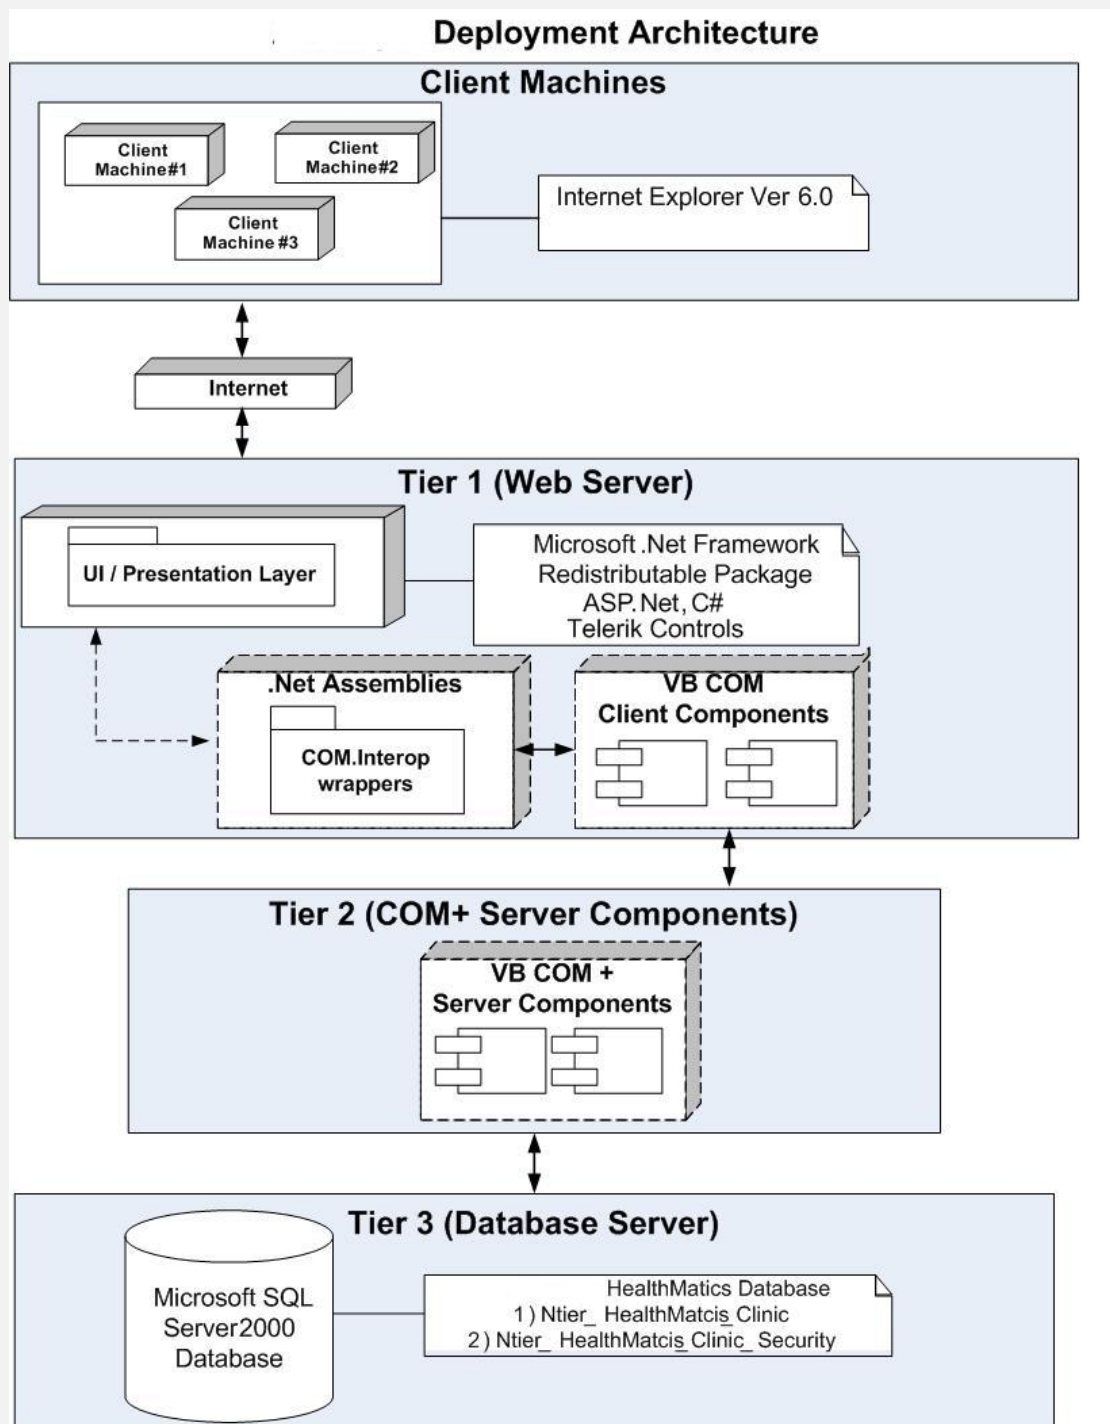 Deployment Architecture
Client Machines
Client
Machine#1
Client
Machine#2
Client
Machine #3
Internet Explorer Ver 6.0
Internet
Tier 1 (Web Server)
UI / Presentation Layer
Microsoft .Net Framework
Redistributable Package
ASP.Net, C#
Telerik Controls
.Net Assemblies
COM.Interop
wrappers
VB COM
Client Components
Tier 2 (COM+ Server Components)
VB COM +
Server Components
Tier 3 (Database Server)
Microsoft SQL
Server2000
Database
HealthMatics Database
1) Ntier_ HealthMatcis_Clinic
2) Ntier_ HealthMatcis_Clinic_ Security